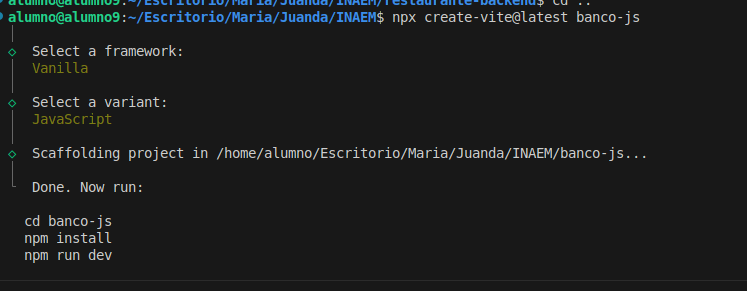 alumno@alumno9:~/Escritorio/Maria/Juanda/INAEM/restaurante-backend$ cd ..
alumno@alumno9:~/Escritorio/Maria/Juanda/INAEM$ npx create-vite@latest banco-js
Select a framework:
Vanilla
Select a variant:
JavaScript
Scaffolding project in /home/alumno/Escritorio/Maria/Juanda/INAEM/banco-js...
Done. Now run:
cd banco-js
npm install
npm run dev